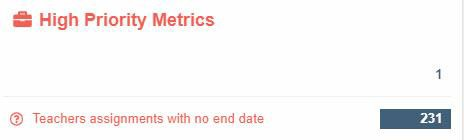 High Priority Metrics
1
Teachers assignments with no end date 231